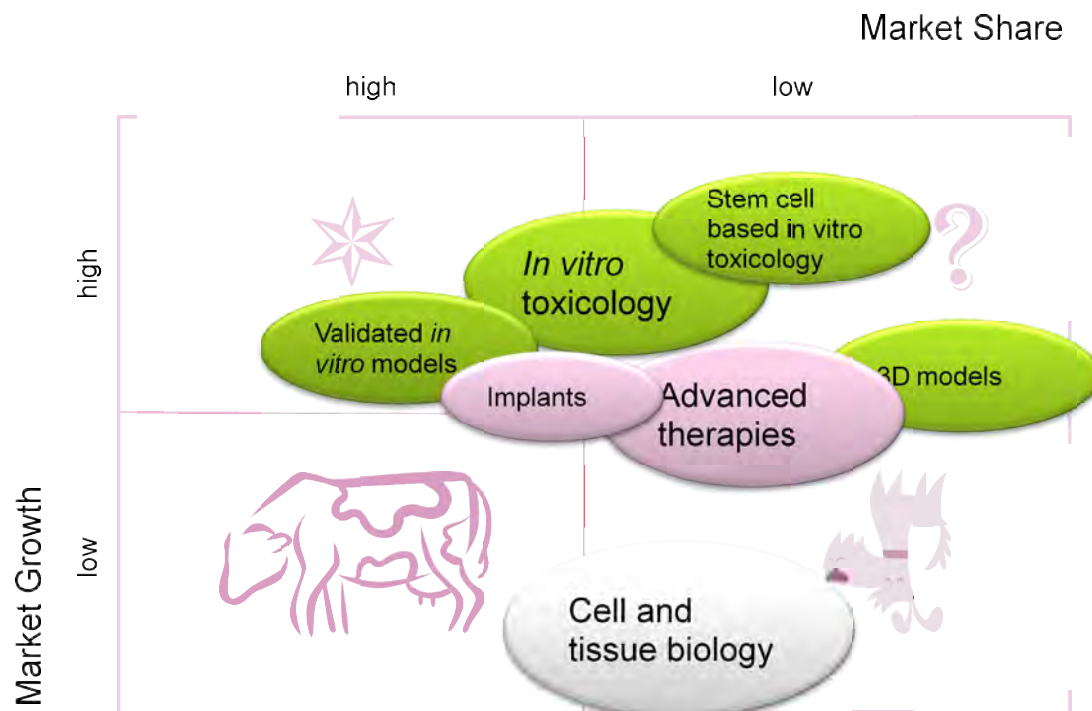 Market Share
high
low
Stem cell
based in vitro
toxicology
In vitro
toxicology
high
Validated in
vitro models
Implants
Advanced
therapies
3D models
low
Market Growth
Cell and
tissue biology
?